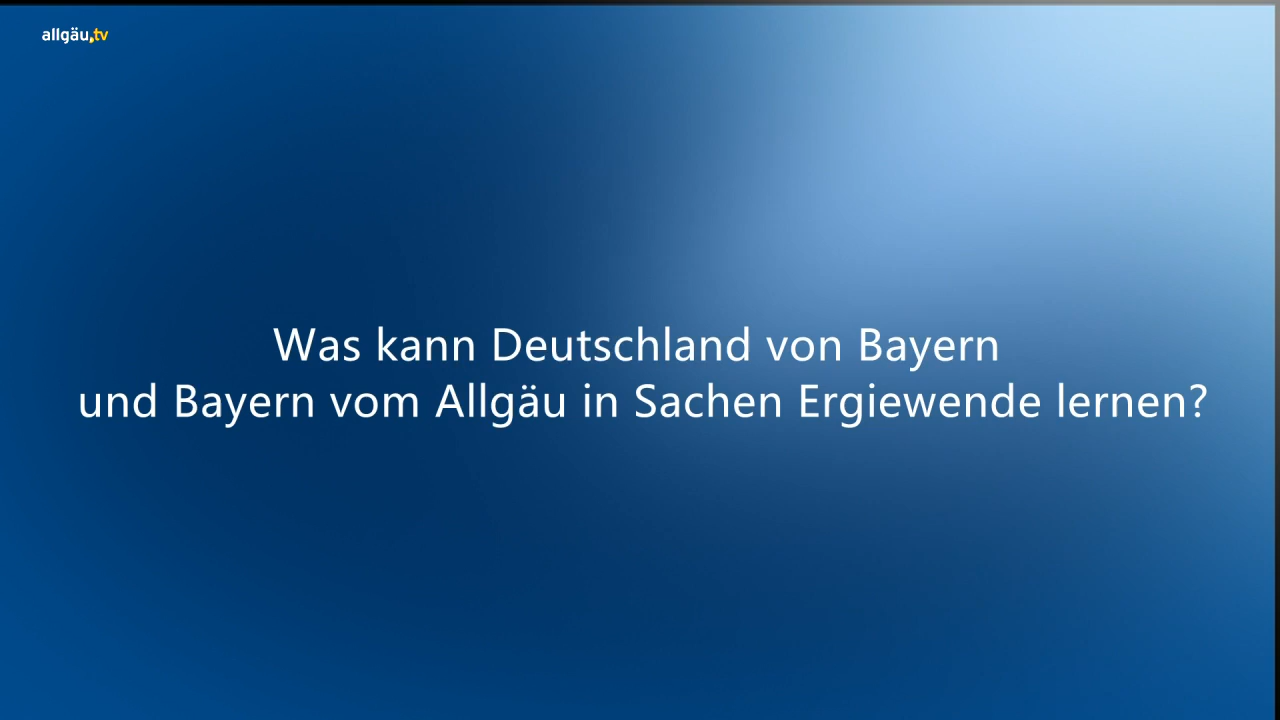 allgäu.tv
Was kann Deutschland von Bayern
und Bayern vom Allgäu in Sachen Ergiewende lernen?